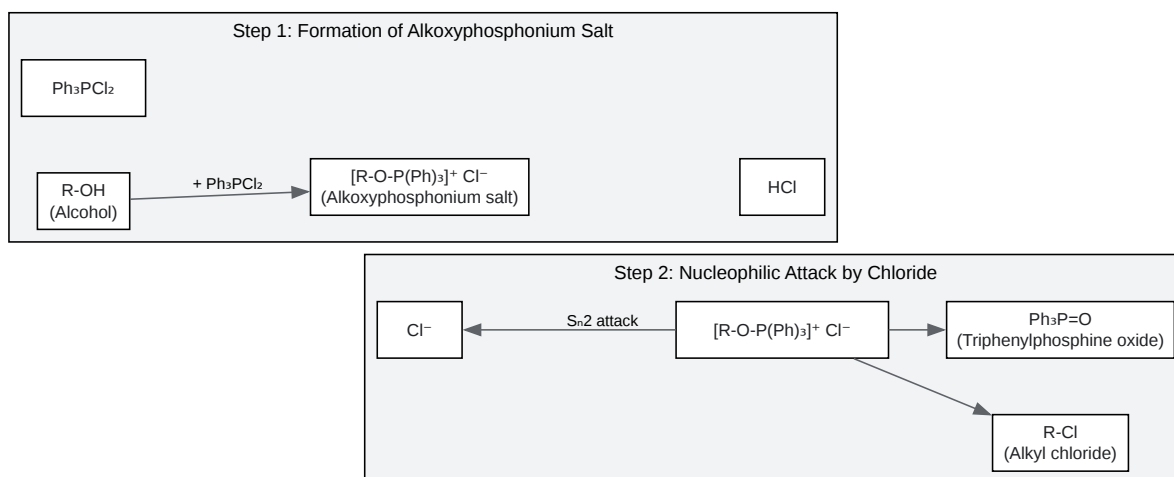 Step 1: Formation of Alkoxyphosphonium Salt
Ph₃PCl₂
R-OH
(Alcohol)
+ Ph₃PCl₂
[R-O-P(Ph)₃]⁺ Cl⁻
(Alkoxyphosphonium salt)
HCl
Step 2: Nucleophilic Attack by Chloride
Cl⁻
Sₙ2 attack
[R-O-P(Ph)₃]⁺ Cl⁻
Ph₃P=O
(Triphenylphosphine oxide)
R-Cl
(Alkyl chloride)